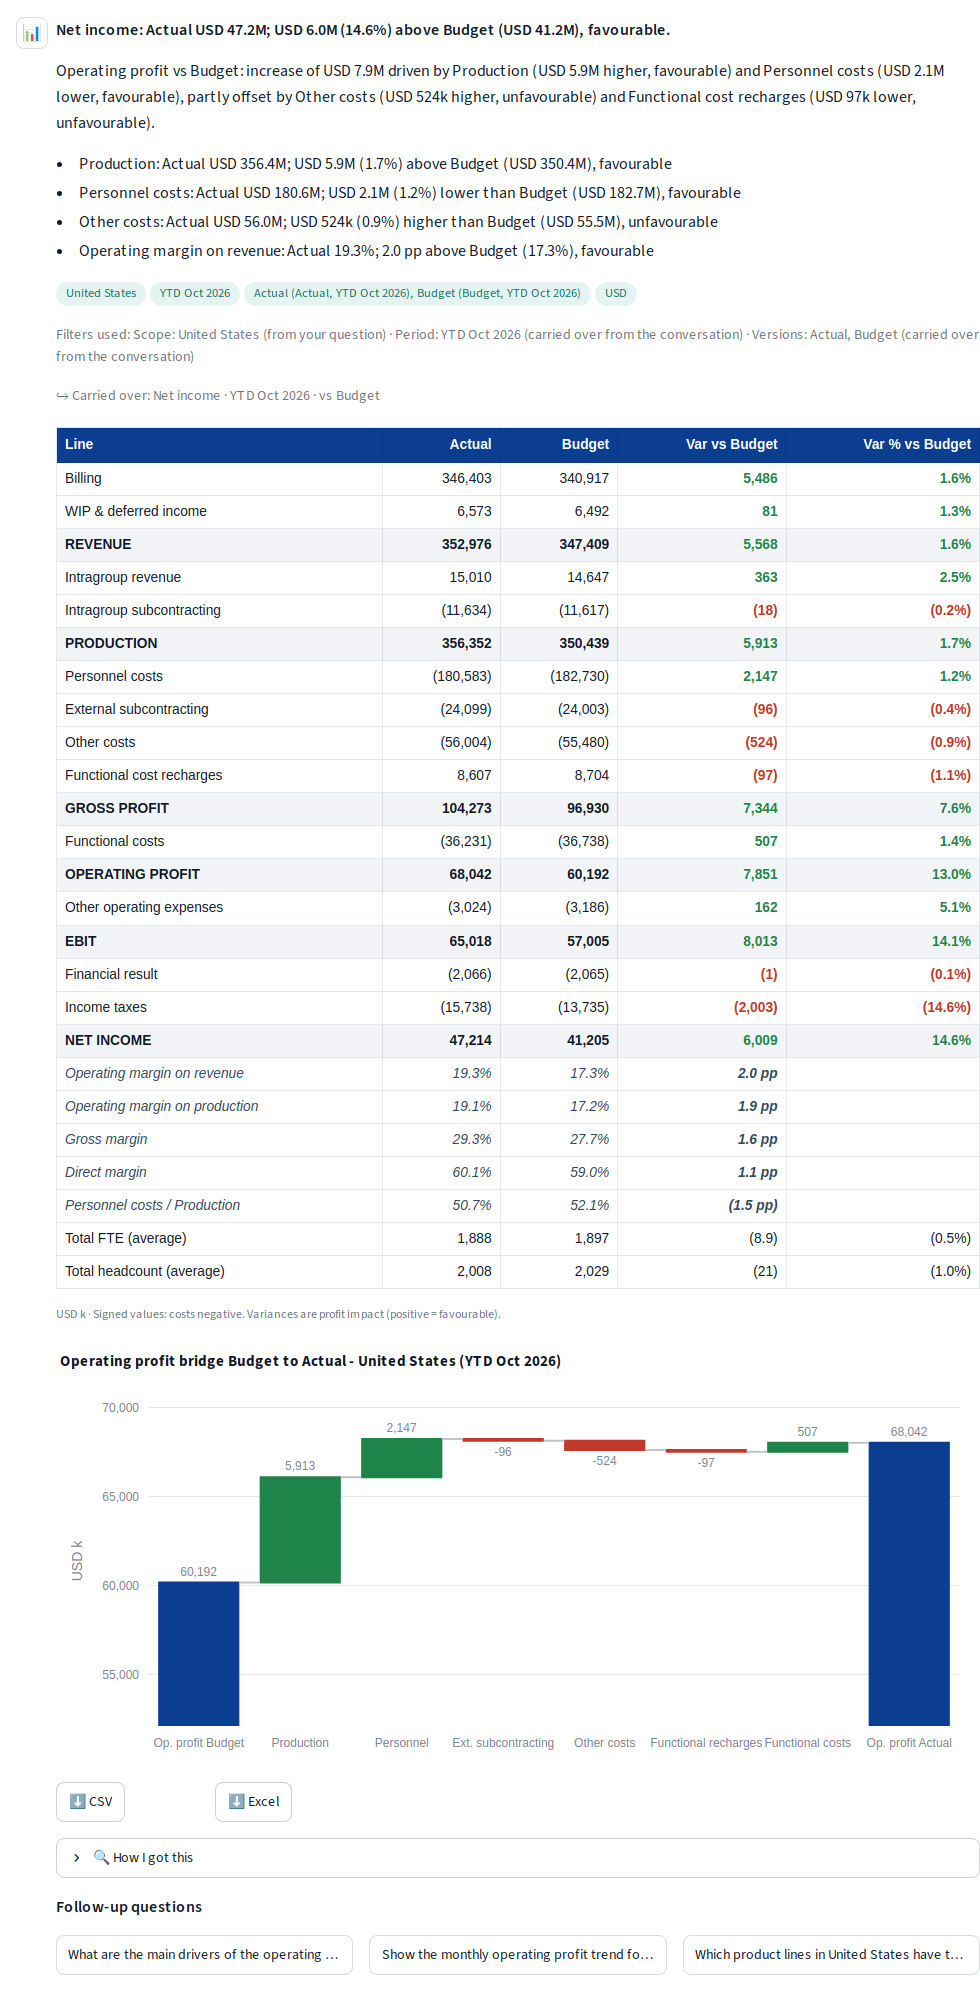 Net income: Actual USD 47.2M; USD 6.0M (14.6%) above Budget (USD 41.2M), favourable.
Operating profit vs Budget: increase of USD 7.9M driven by Production (USD 5.9M higher, favourable) and Personnel costs (USD 2.1M
lower, favourable), partly offset by Other costs (USD 524k higher, unfavourable) and Functional cost recharges (USD 97k lower,
unfavourable).
• Production: Actual USD 356.4M; USD 5.9M (1.7%) above Budget (USD 350.4M), favourable
• Personnel costs: Actual USD 180.6M; USD 2.1M (1.2%) lower than Budget (USD 182.7M), favourable
• Other costs: Actual USD 56.0M; USD 524k (0.9%) higher than Budget (USD 55.5M), unfavourable
• Operating margin on revenue: Actual 19.3%; 2.0 pp above Budget (17.3%), favourable
United States YTD Oct 2026 Actual (Actual, YTD Oct 2026), Budget (Budget, YTD Oct 2026) USD
Filters used: Scope: United States (from your question) · Period: YTD Oct 2026 (carried over from the conversation) · Versions: Actual, Budget (carried over
from the conversation)
↪ Carried over: Net income · YTD Oct 2026 · vs Budget
Line Actual Budget Var vs Budget Var % vs Budget
Billing 346,403 340,917 5,486 1.6%
WIP & deferred income 6,573 6,492 81 1.3%
REVENUE 352,976 347,409 5,568 1.6%
Intragroup revenue 15,010 14,647 363 2.5%
Intragroup subcontracting (11,634) (11,617) (18) (0.2%)
PRODUCTION 356,352 350,439 5,913 1.7%
Personnel costs (180,583) (182,730) 2,147 1.2%
External subcontracting (24,099) (24,003) (96) (0.4%)
Other costs (56,004) (55,480) (524) (0.9%)
Functional cost recharges 8,607 8,704 (97) (1.1%)
GROSS PROFIT 104,273 96,930 7,344 7.6%
Functional costs (36,231) (36,738) 507 1.4%
OPERATING PROFIT 68,042 60,192 7,851 13.0%
Other operating expenses (3,024) (3,186) 162 5.1%
EBIT 65,018 57,005 8,013 14.1%
Financial result (2,066) (2,065) (1) (0.1%)
Income taxes (15,738) (13,735) (2,003) (14.6%)
NET INCOME 47,214 41,205 6,009 14.6%
Operating margin on revenue 19.3% 17.3% 2.0 pp
Operating margin on production 19.1% 17.2% 1.9 pp
Gross margin 29.3% 27.7% 1.6 pp
Direct margin 60.1% 59.0% 1.1 pp
Personnel costs / Production 50.7% 52.1% (1.5 pp)
Total FTE (average) 1,888 1,897 (8.9) (0.5%)
Total headcount (average) 2,008 2,029 (21) (1.0%)
USD k · Signed values: costs negative. Variances are profit impact (positive = favourable).
Operating profit bridge Budget to Actual - United States (YTD Oct 2026)
70,000
65,000
60,000
55,000
USD k
60,192 5,913 2,147 -96 -524 -97 507 68,042
Op. profit Budget Production Personnel Ext. subcontracting Other costs Functional recharges Functional costs Op. profit Actual
CSV Excel
How I got this
Follow-up questions
What are the main drivers of the operating …
Show the monthly operating profit trend fo…
Which product lines in United States have t…